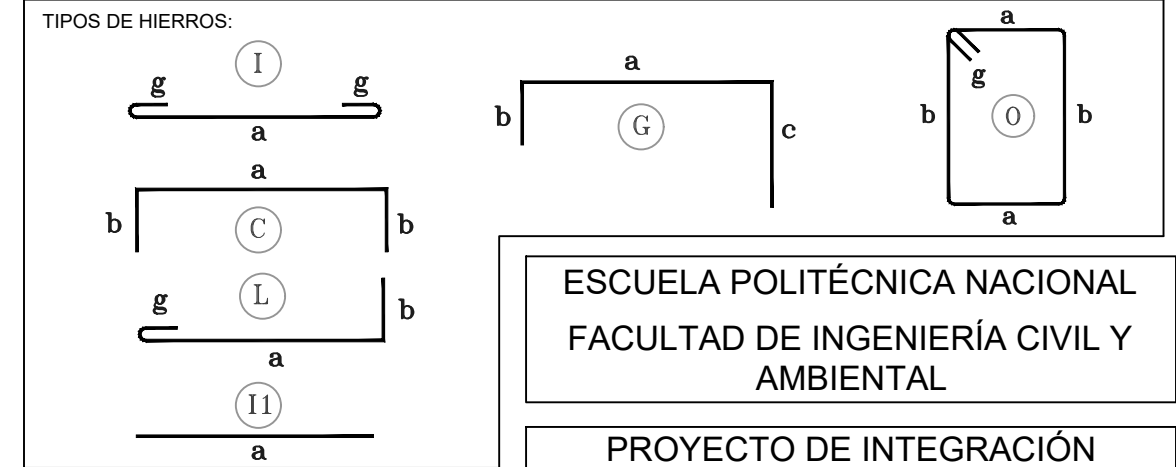 TIPOS DE HIERROS:
I
g
g
a
a
b
C
b
g
L
b
a
I1
a
a
b
G
c
a
g
b
O
b
a
ESCUELA POLITÉCNICA NACIONAL
FACULTAD DE INGENIERÍA CIVIL Y
AMBIENTAL
PROYECTO DE INTEGRACIÓN